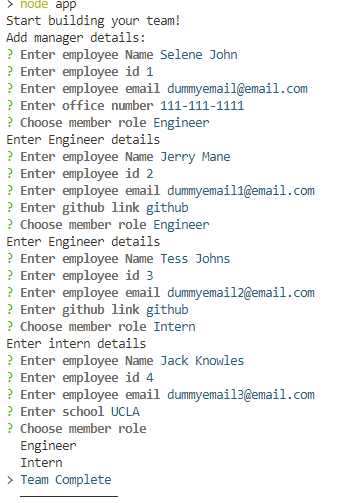 > node app
Start building your team!
Add manager details:
? Enter employee Name Selene John
? Enter employee id 1
? Enter employee email dummyemail@email.com
? Enter office number 111-111-1111
? Choose member role Engineer
Enter Engineer details
? Enter employee Name Jerry Mane
? Enter employee id 2
? Enter employee email dummyemail1@email.com
? Enter github link github
? Choose member role Engineer
Enter Engineer details
? Enter employee Name Tess Johns
? Enter employee id 3
? Enter employee email dummyemail2@email.com
? Enter github link github
? Choose member role Intern
Enter intern details
? Enter employee Name Jack Knowles
? Enter employee id 4
? Enter employee email dummyemail3@email.com
? Enter school UCLA
? Choose member role
Engineer
Intern
> Team Complete
──────────────